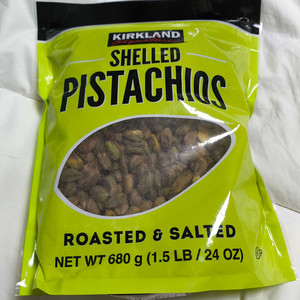 KIRKLAND
SHELLED
PISTACHIOS
ROASTED & SALTED
NET WT 680 g (1.5 LB / 24 OZ)